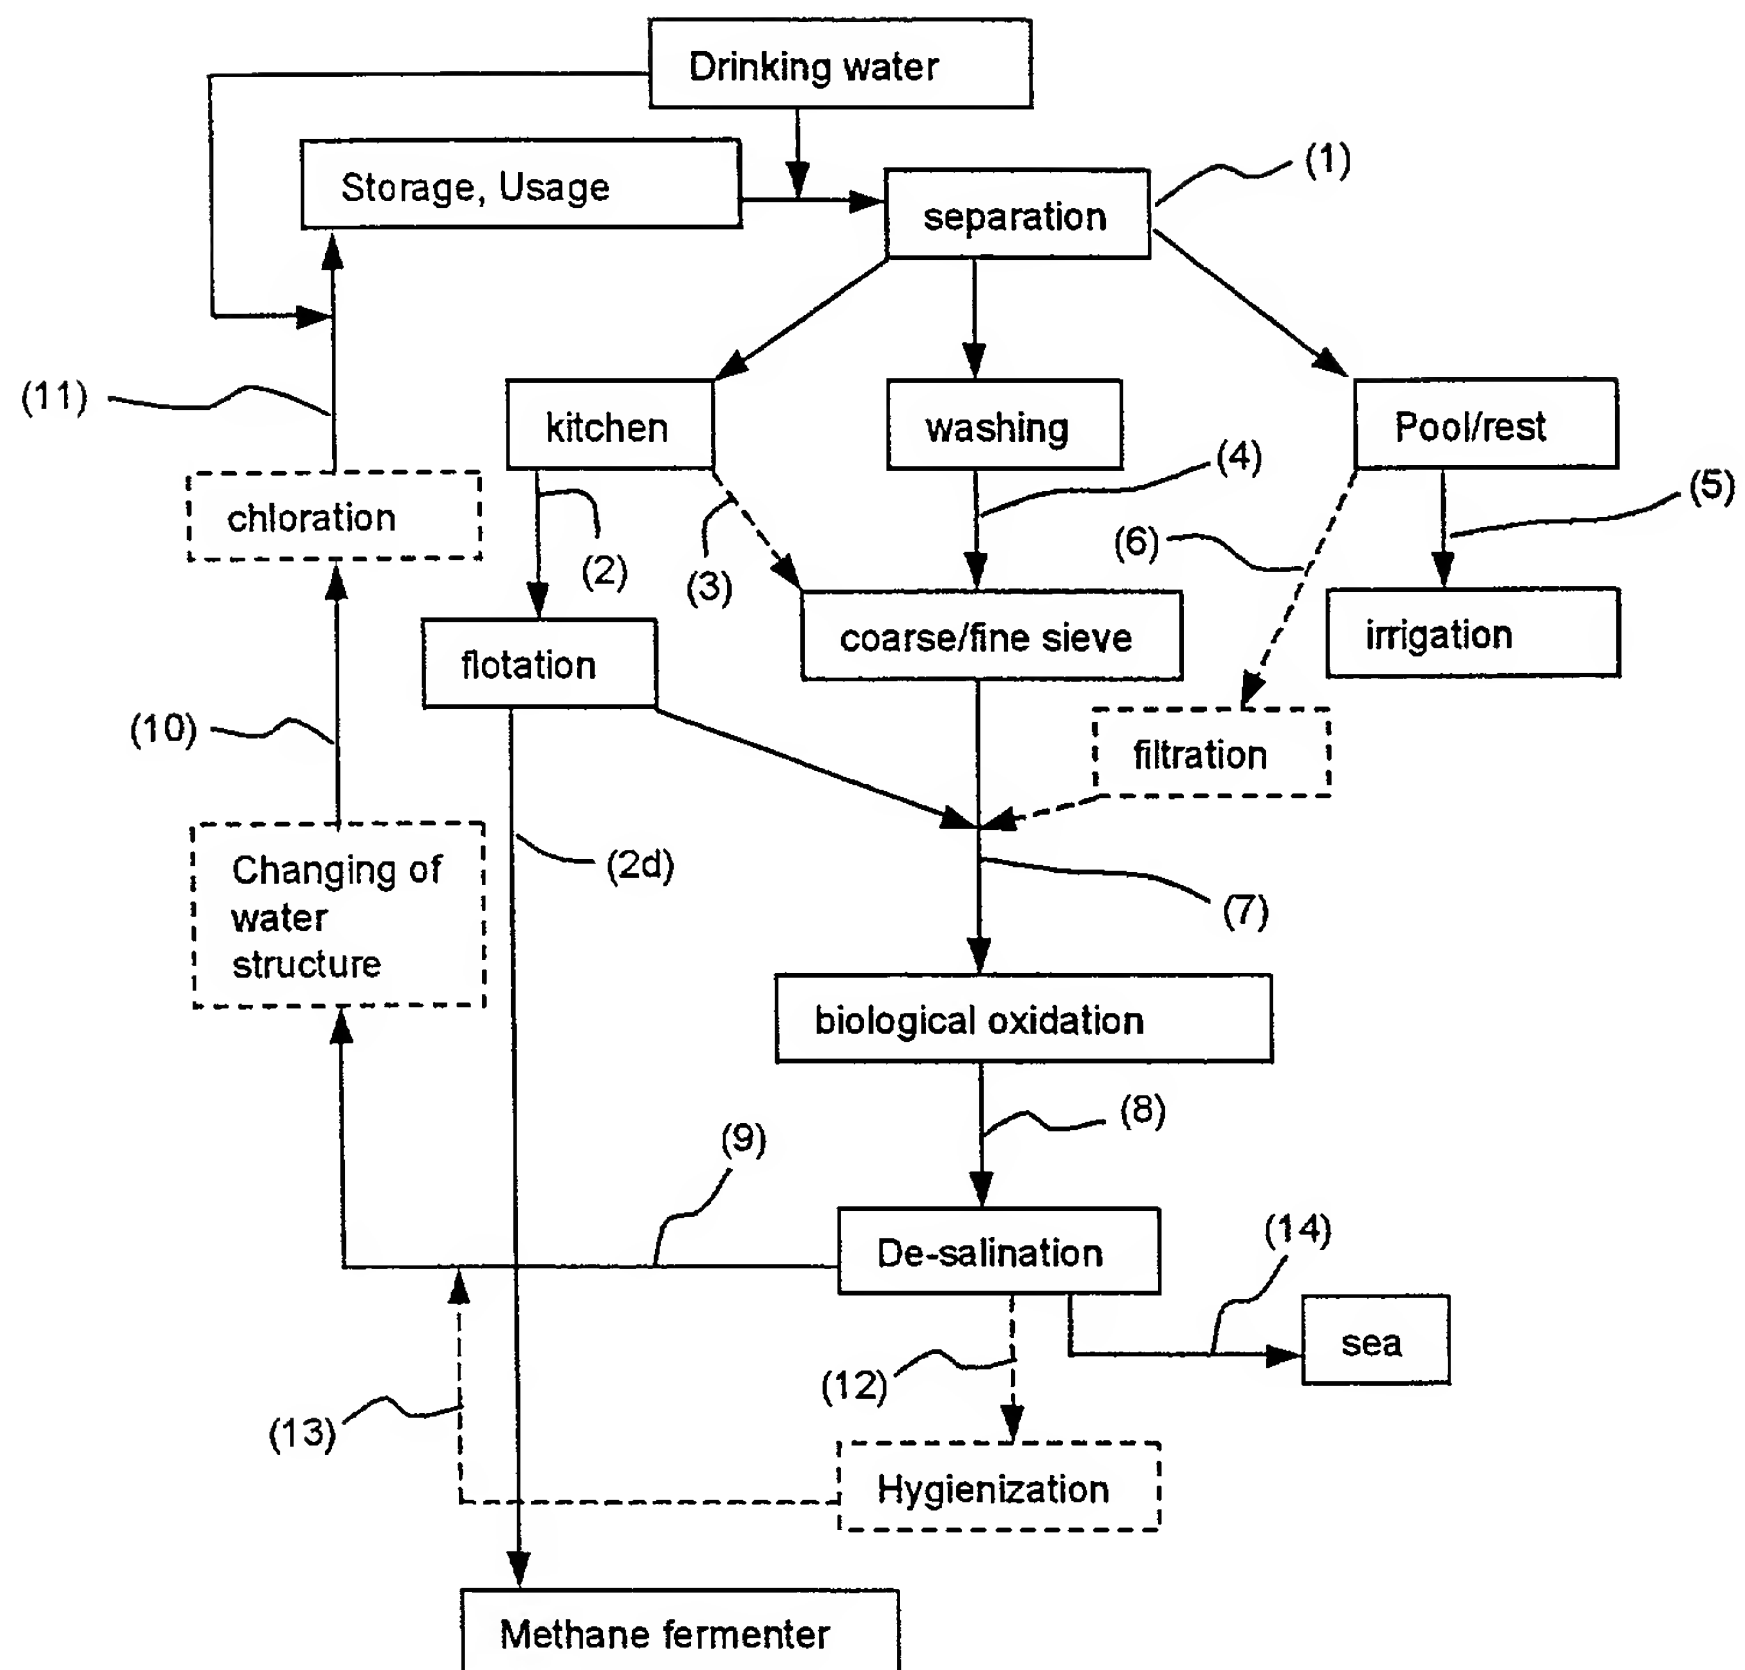 Drinking water
Storage, Usage
separation
(1)
(11)
kitchen
washing
Pool/rest
(4)
(5)
chloration
(2)
(3)
(6)
flotation
coarse/fine sieve
irrigation
(10)
filtration
Changing of
water
structure
(2d)
(7)
biological oxidation
(8)
(9)
De-salination
(14)
sea
(12)
(13)
Hygienization
Methane fermenter